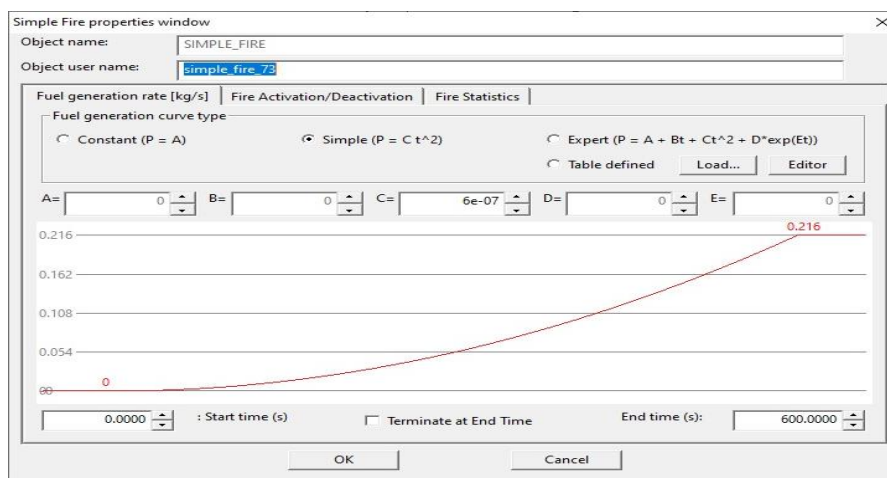 Simple Fire properties window
Object name: SIMPLE_FIRE
Object user name: simple_fire_73
Fuel generation rate [kg/s] Fire Activation/Deactivation Fire Statistics
Fuel generation curve type
Constant (P = A) Simple (P = C t^2) Expert (P = A + Bt + Ct^2 + D*exp(Et))
Table defined Load... Editor
A= 0 B= 0 C= 6e-07 D= 0 E= 0
0.216 0.216
0.162
0.108
0.054
0
0.0000 : Start time (s) Terminate at End Time End time (s): 600.0000
OK Cancel